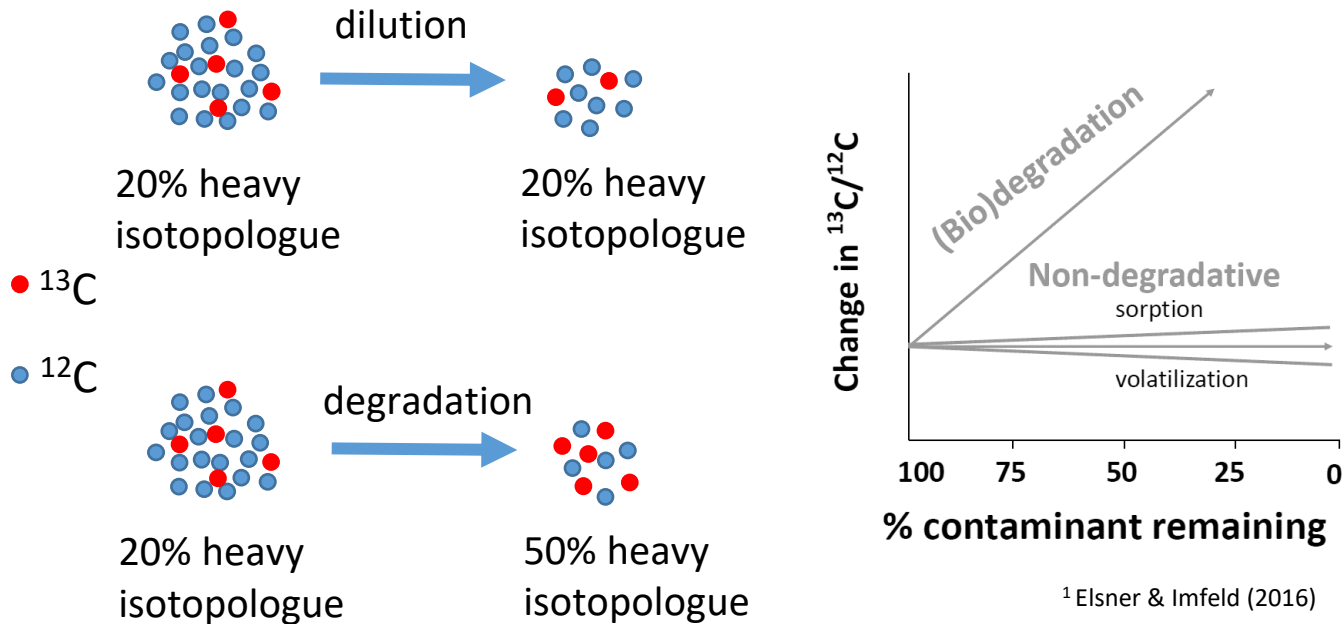 dilution
20% heavy
isotopologue
20% heavy
isotopologue
¹³C
¹²C
degradation
20% heavy
isotopologue
50% heavy
isotopologue
Change in ¹³C/¹²C
(Bio)degradation
Non-degradative
sorption
volatilization
100 75 50 25 0
% contaminant remaining
¹ Elsner & Imfeld (2016)